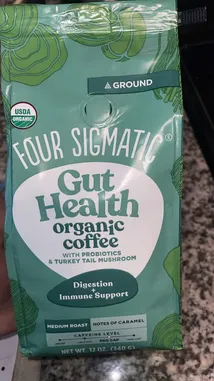 GROUND
USDA
ORGANIC
FOUR SIGMATIC®
Gut
Health
organic
coffee
WITH PROBIOTICS
& TURKEY TAIL MUSHROOM
Digestion
+
Immune Support
MEDIUM ROAST
NOTES OF CARAMEL
CAFFEINE LEVEL
NET WT. 12 OZ. (340 G)